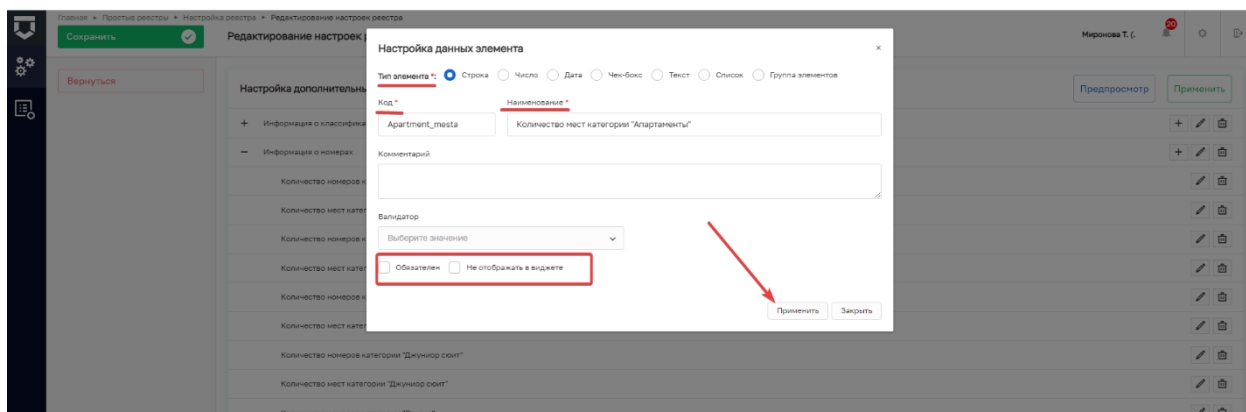 Главная • Простые реестры • Настройка реестра • Редактирование настроек реестра
Сохранить
Редактирование настроек
Миронова Т. (.
20
Вернуться
Настройка дополнительны
Предпросмотр
Применить
Информация о классифика
Информация о номерах
Количество номеров к
Количество мест катег
Количество номеров к
Количество мест катег
Количество номеров к
Количество мест катег
Количество номеров категории "Джуниор сюит"
Количество мест категории "Джуниор сюит"
Настройка данных элемента
×
Тип элемента *: Строка Число Дата Чек-бокс Текст Список Группа элементов
Код * Наименование *
Apartment_mesta Количество мест категории "Апартаменты"
Комментарий
Валидатор
Выберите значение
Обязателен Не отображать в виджете
Применить Закрыть